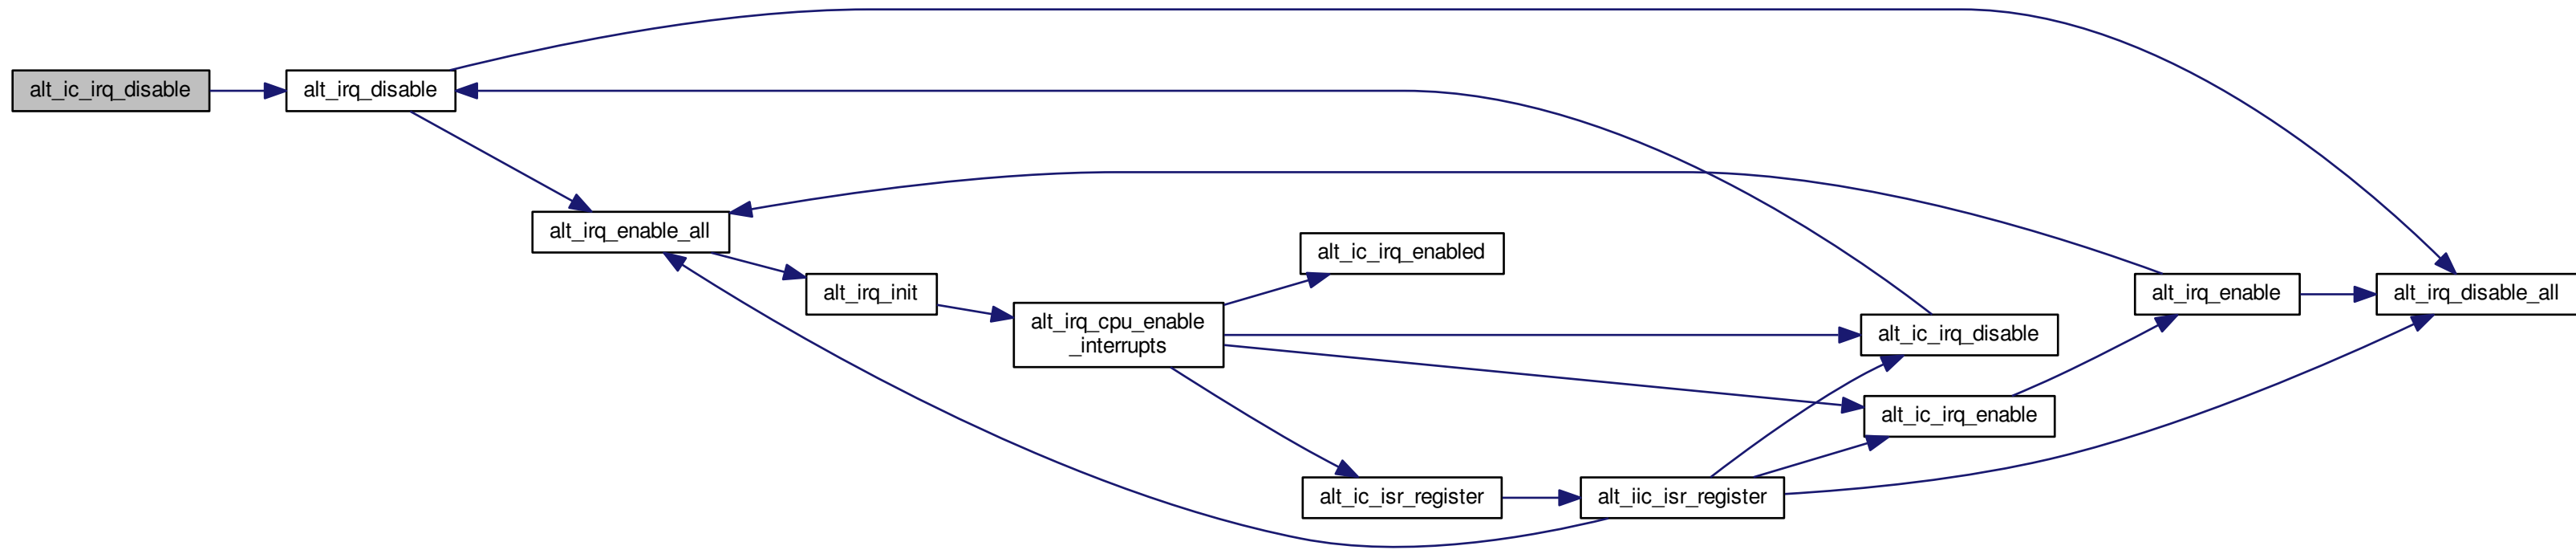 alt_ic_irq_disable
alt_irq_disable
alt_irq_enable_all
alt_irq_init
alt_irq_cpu_enable
_interrupts
alt_ic_irq_enabled
alt_ic_isr_register
alt_iic_isr_register
alt_ic_irq_disable
alt_ic_irq_enable
alt_irq_enable
alt_irq_disable_all